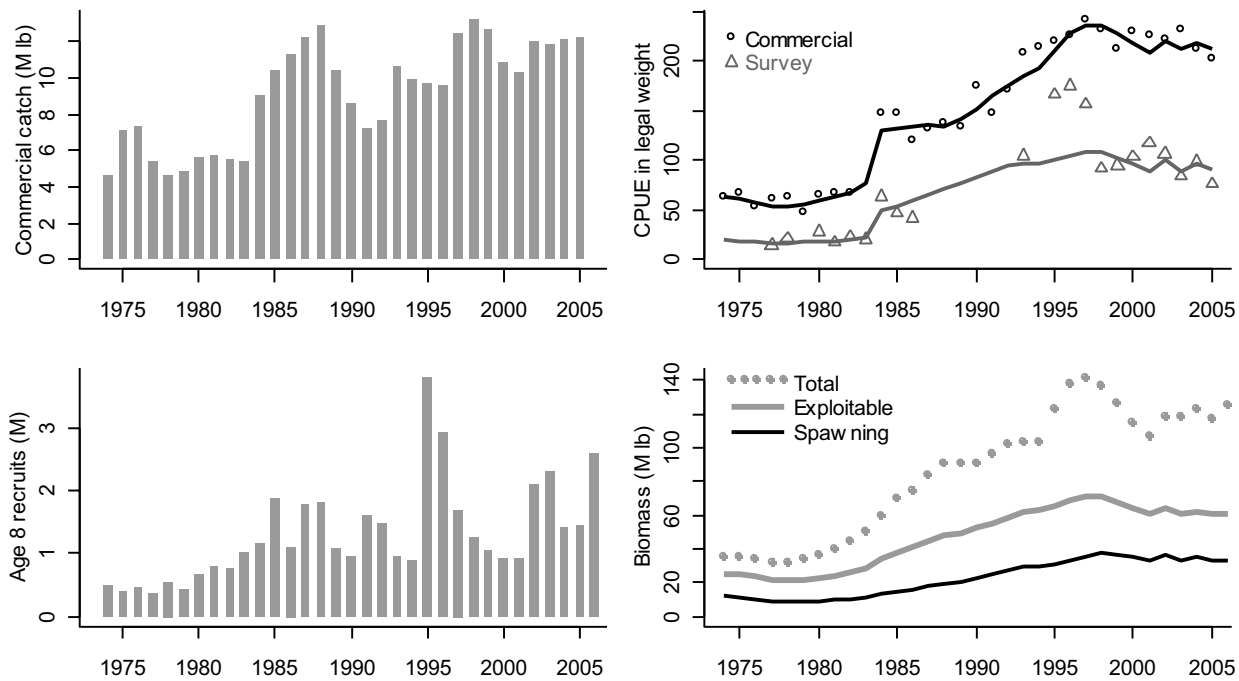 Commercial catch (M lb)
0
2
4
6
8
10
1975 1980 1985 1990 1995 2000 2005
CPUE in legal weight
0
50
100
200
Commercial
Survey
1975 1980 1985 1990 1995 2000 2005
Age 8 recruits (M)
0
1
2
3
1975 1980 1985 1990 1995 2000 2005
Biomass (M lb)
0
20
60
100
140
Total
Exploitable
Spaw ning
1975 1980 1985 1990 1995 2000 2005